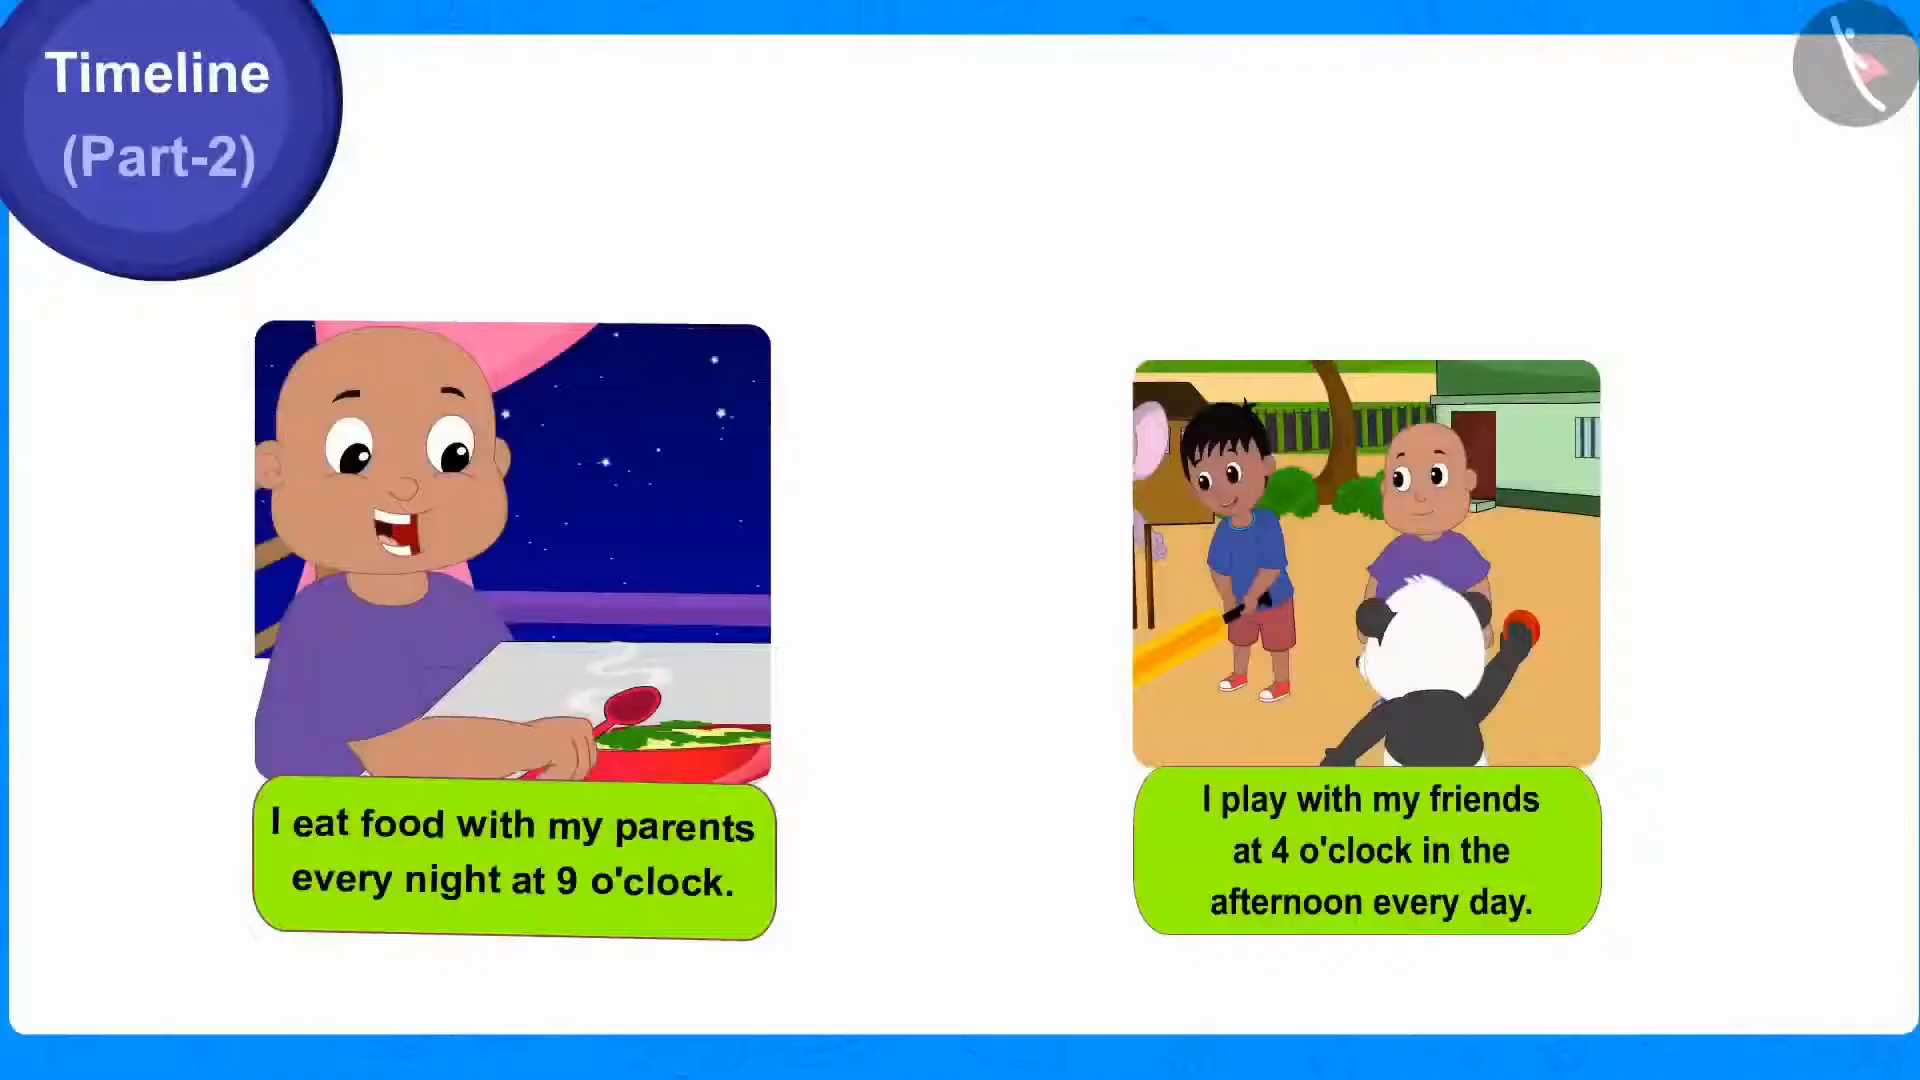 Timeline
(Part-2)
I eat food with my parents
every night at 9 o'clock.
I play with my friends
at 4 o'clock in the
afternoon every day.